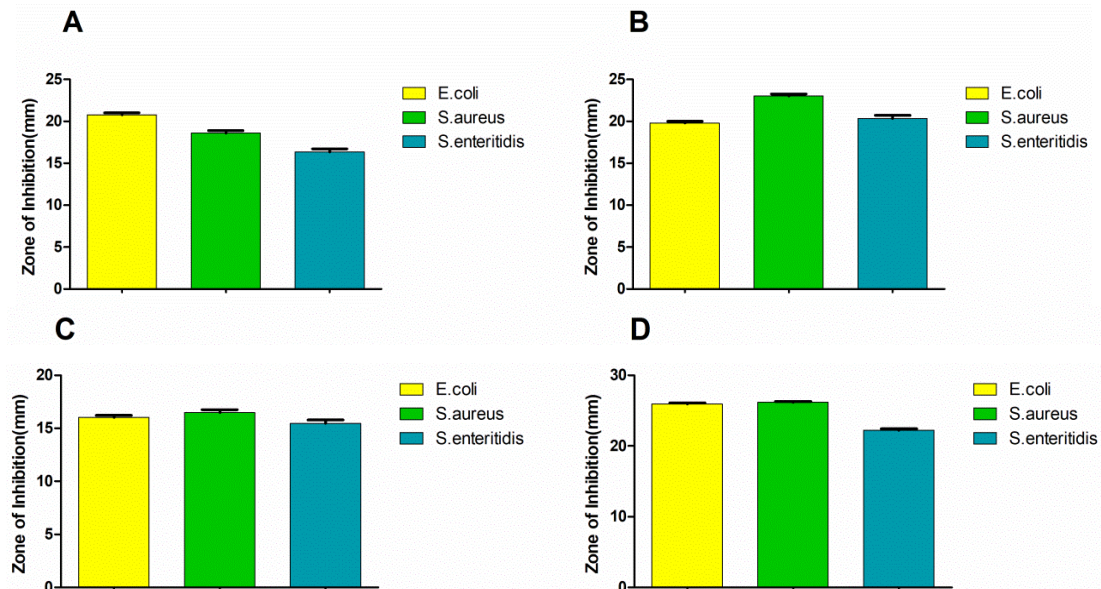 A
Zone of Inhibition(mm)
25
20
15
10
5
0
E.coli
S.aureus
S.enteritidis
B
Zone of Inhibition(mm)
25
20
15
10
5
0
E.coli
S.aureus
S.enteritidis
C
Zone of Inhibition(mm)
20
15
10
5
0
E.coli
S.aureus
S.enteritidis
D
Zone of Inhibition(mm)
30
20
10
0
E.coli
S.aureus
S.enteritidis